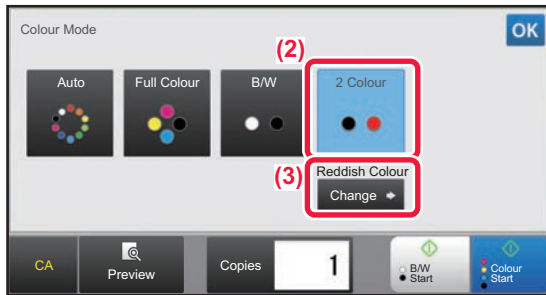 Colour Mode
OK
(2)
Auto
Full Colour
B/W
2 Colour
(3)
Reddish Colour
Change
CA
Preview
Copies
1
B/W
Start
Colour
Start